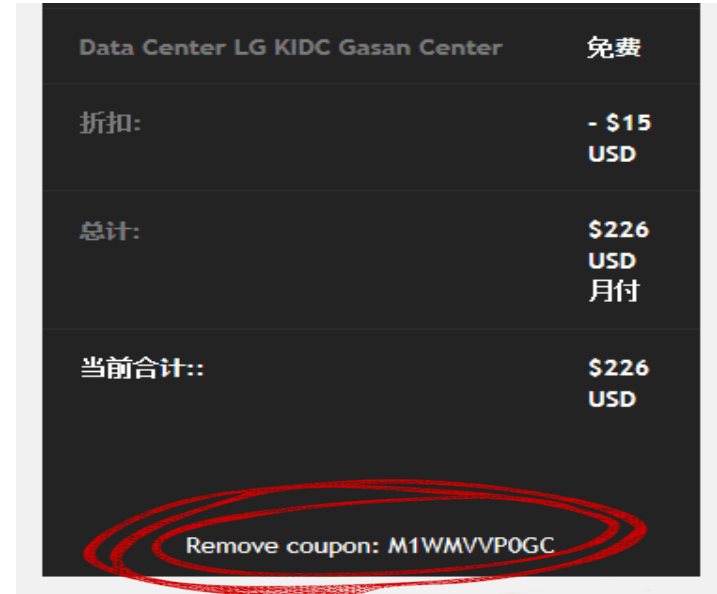 Data Center LG KIDC Gasan Center 免费
折扣: - $15
USD
总计: $226
USD
月付
当前合计:: $226
USD
Remove coupon: M1WMVVP0GC